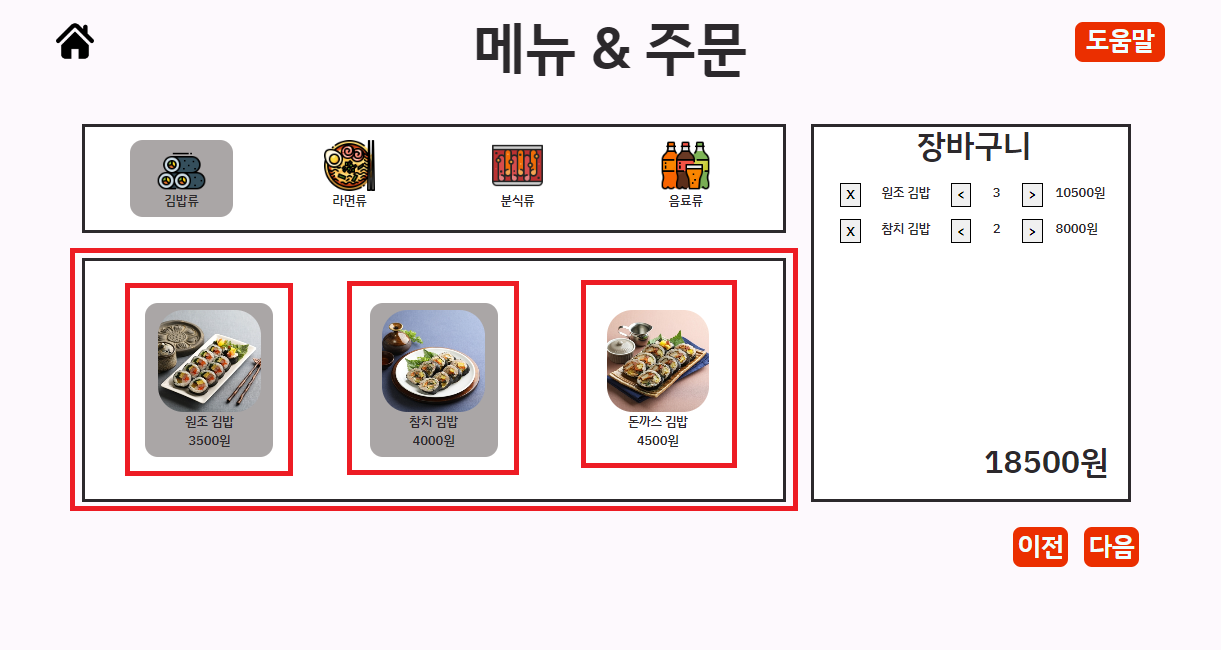 메뉴 & 주문
도움말
김밥류
라면류
분식류
음료류
원조 김밥
3500원
참치 김밥
4000원
돈까스 김밥
4500원
장바구니
X 원조 김밥 < 3 > 10500원
X 참치 김밥 < 2 > 8000원
18500원
이전 다음